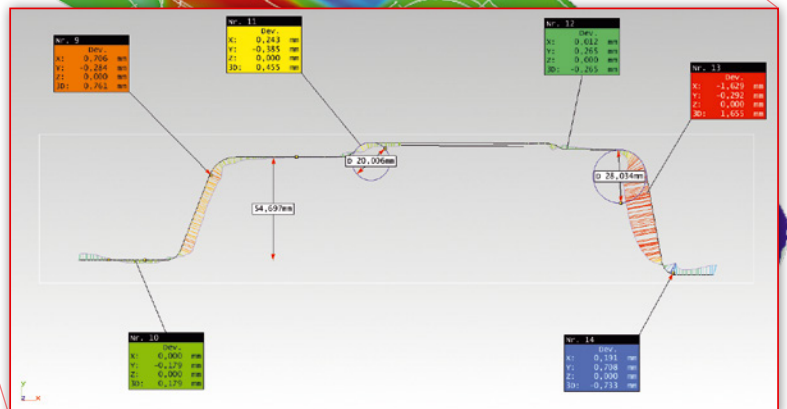 Nr. 9
Dev.
X: 0,706 mm
Y: -0,284 mm
Z: 0,000 mm
3D: 0,761 mm
Nr. 11
Dev.
X: 0,243 mm
Y: -0,385 mm
Z: 0,000 mm
3D: 0,455 mm
Nr. 12
Dev.
X: 0,012 mm
Y: 0,265 mm
Z: 0,000 mm
3D: -0,265 mm
Nr. 13
Dev.
X: -1,629 mm
Y: -0,292 mm
Z: 0,000 mm
3D: 1,655 mm
D 20,006mm
D 28,034mm
54,697mm
Nr. 10
Dev.
X: 0,000 mm
Y: -0,179 mm
Z: 0,000 mm
3D: 0,179 mm
Nr. 14
Dev.
X: 0,191 mm
Y: 0,708 mm
Z: 0,000 mm
3D: -0,733 mm
Y
Z X